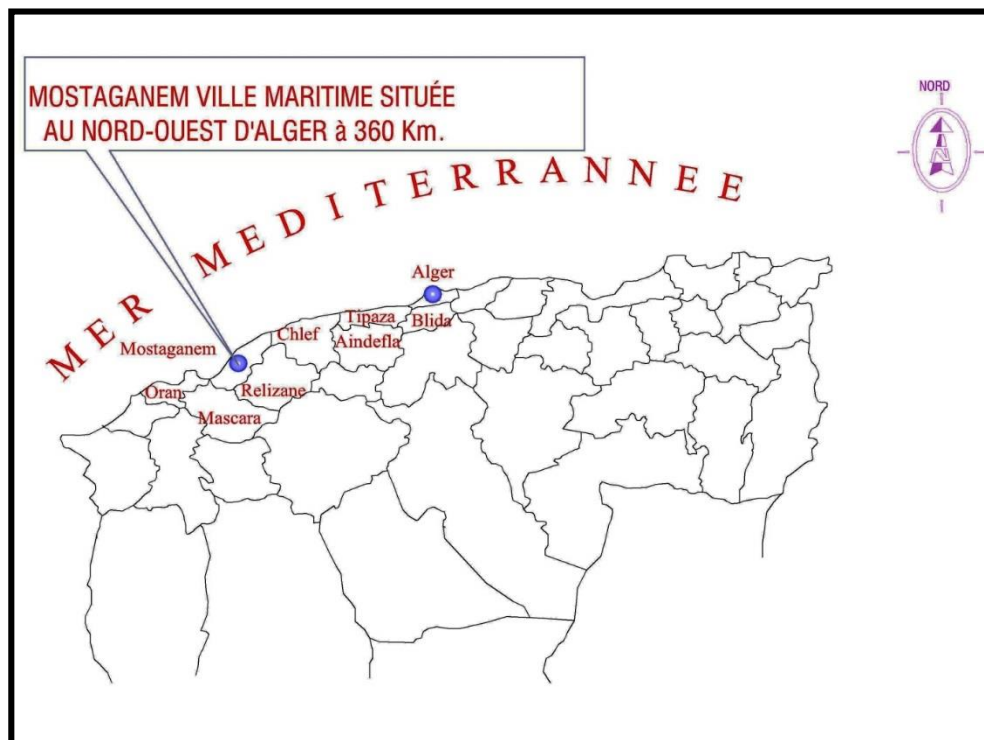 MOSTAGANEM VILLE MARITIME SITUÉE
AU NORD-OUEST D'ALGER à 360 Km.
NORD
MER MEDITERRANNEE
Alger
Tipaza
Blida
Chlef
Aindefla
Mostaganem
Oran
Relizane
Mascara